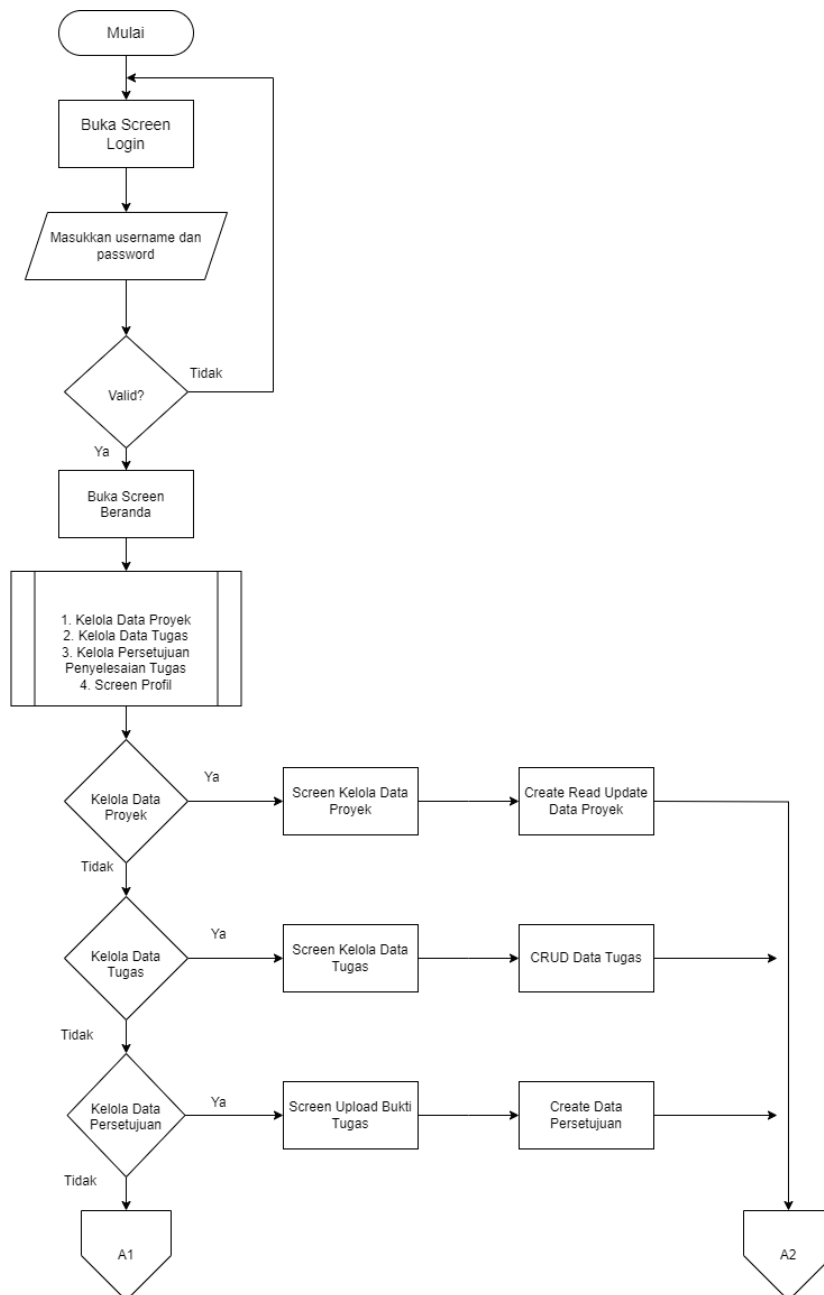 Mulai
Buka Screen
Login
Masukkan username dan
password
Valid?
Tidak
Ya
Buka Screen
Beranda
1. Kelola Data Proyek
2. Kelola Data Tugas
3. Kelola Persetujuan
Penyelesaian Tugas
4. Screen Profil
Kelola Data
Proyek
Ya
Screen Kelola Data
Proyek
Create Read Update
Data Proyek
Tidak
Kelola Data
Tugas
Ya
Screen Kelola Data
Tugas
CRUD Data Tugas
Tidak
Kelola Data
Persetujuan
Ya
Screen Upload Bukti
Tugas
Create Data
Persetujuan
Tidak
A1
A2